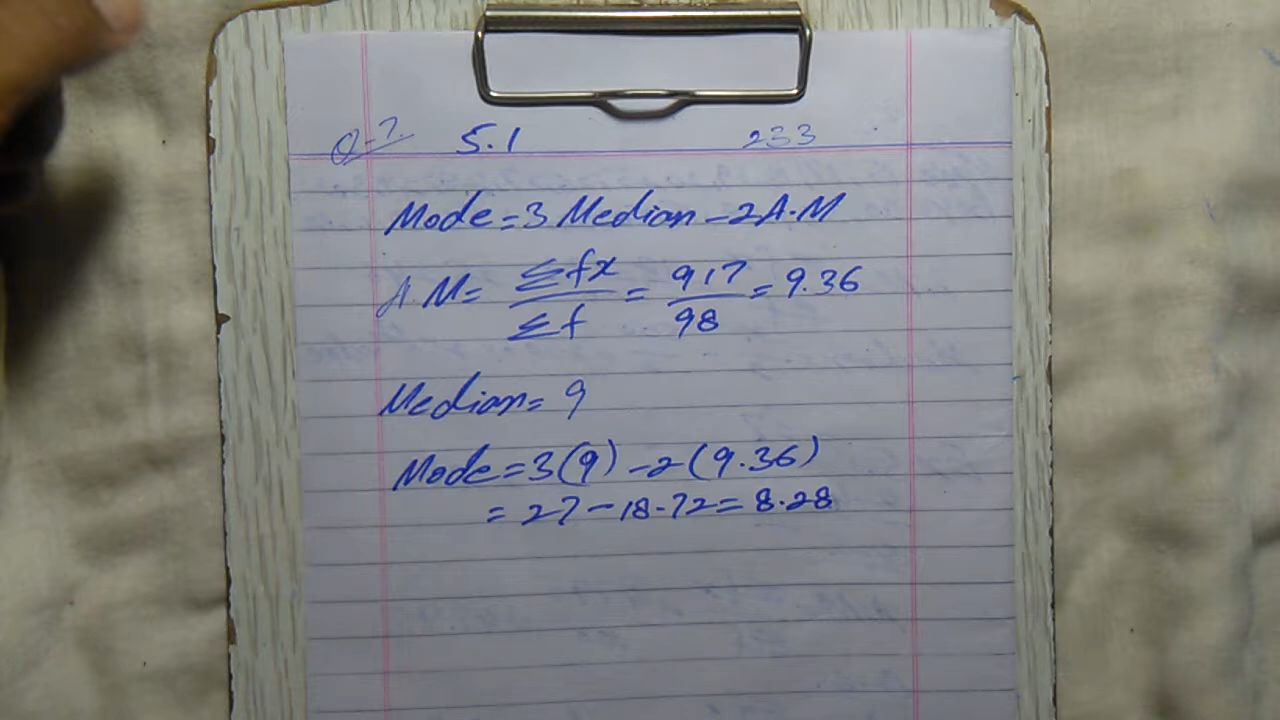 Q-7 5.1 233
Mode = 3 Median - 2 A.M
A.M = Σfx / Σf = 917 / 98 = 9.36
Median = 9
Mode = 3(9) - 2(9.36)
= 27 - 18.72 = 8.28